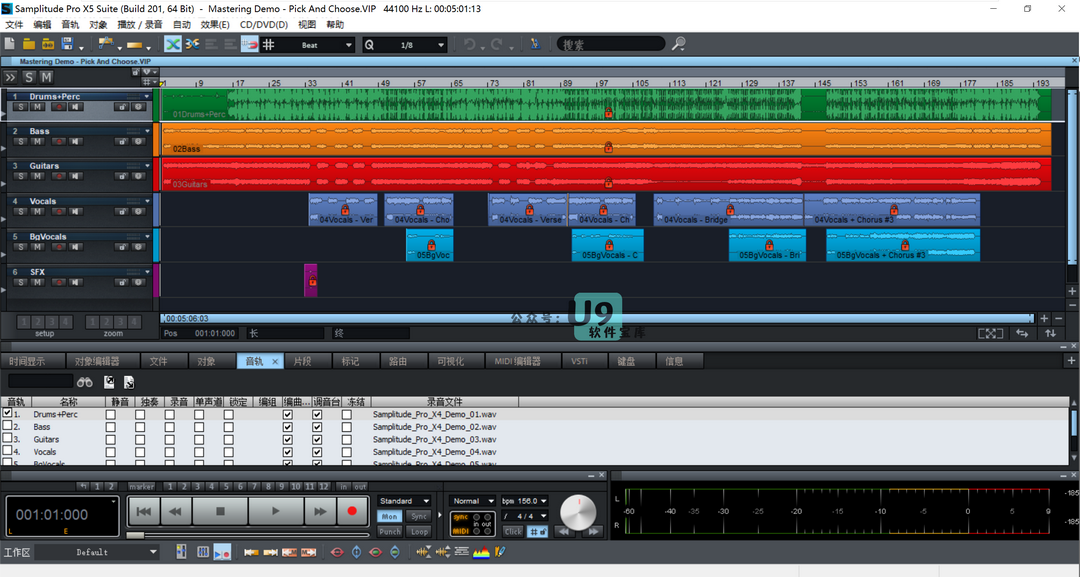 Samplitude Pro X5 Suite (Build 201, 64 Bit) - Mastering Demo - Pick And Choose.VIP 44100 Hz L: 00:05:01:13
文件 编辑 音轨 对象 播放 / 录音 自动 效果(E) CD/DVD(D) 视图 帮助
Beat Q 1/8 搜索
Mastering Demo - Pick And Choose.VIP
S M
9 17 25 33 41 49 57 65 73 81 89 97 105 113 121 129 137 145 153 161 169 177 185 193
1 Drums+Perc
S M
01Drums+Perc
2 Bass
S M
02Bass
3 Guitars
S M
03Guitars
4 Vocals
S M
04Vocals - Ver 04Vocals - Cho 04Vocals - Verse 04Vocals - Ch 04Vocals - Bridge 04Vocals + Chorus #3
5 BgVocals
S M
05BgVoc 05BgVocals - C 05BgVocals - Bri 05BgVocals + Chorus #3
6 SFX
S M
1 2 3 4 1 2 3 4
setup zoom
00:05:06:03
Pos 001:01:000 长 终
公众号: U9 软件宝库
时间显示 对象编辑器 文件 对象 音轨 × 片段 标记 路由 可视化 MIDI 编辑器 VSTi 键盘 信息
音轨 名称 静音 独奏 录音 单声道 锁定 编组 编曲... 调音台 冻结 录音文件
1. Drums+Perc Samplitude_Pro_X4_Demo_01.wav
2. Bass Samplitude_Pro_X4_Demo_02.wav
3. Guitars Samplitude_Pro_X4_Demo_03.wav
4. Vocals Samplitude_Pro_X4_Demo_04.wav
5. BgVocals Samplitude_Pro_X4_Demo_05.wav
1 2 marker 1 2 3 4 5 6 7 8 9 10 11 12 in out
001:01:000
L E
Standard Normal bpm 156.0
Mon Sync sync in out / 4 / 4
Punch Loop MIDI Click
L
-60 -40 -35 -30 -25 -20 -15 -10 -5 0 3 5 9
R
工作区 Default